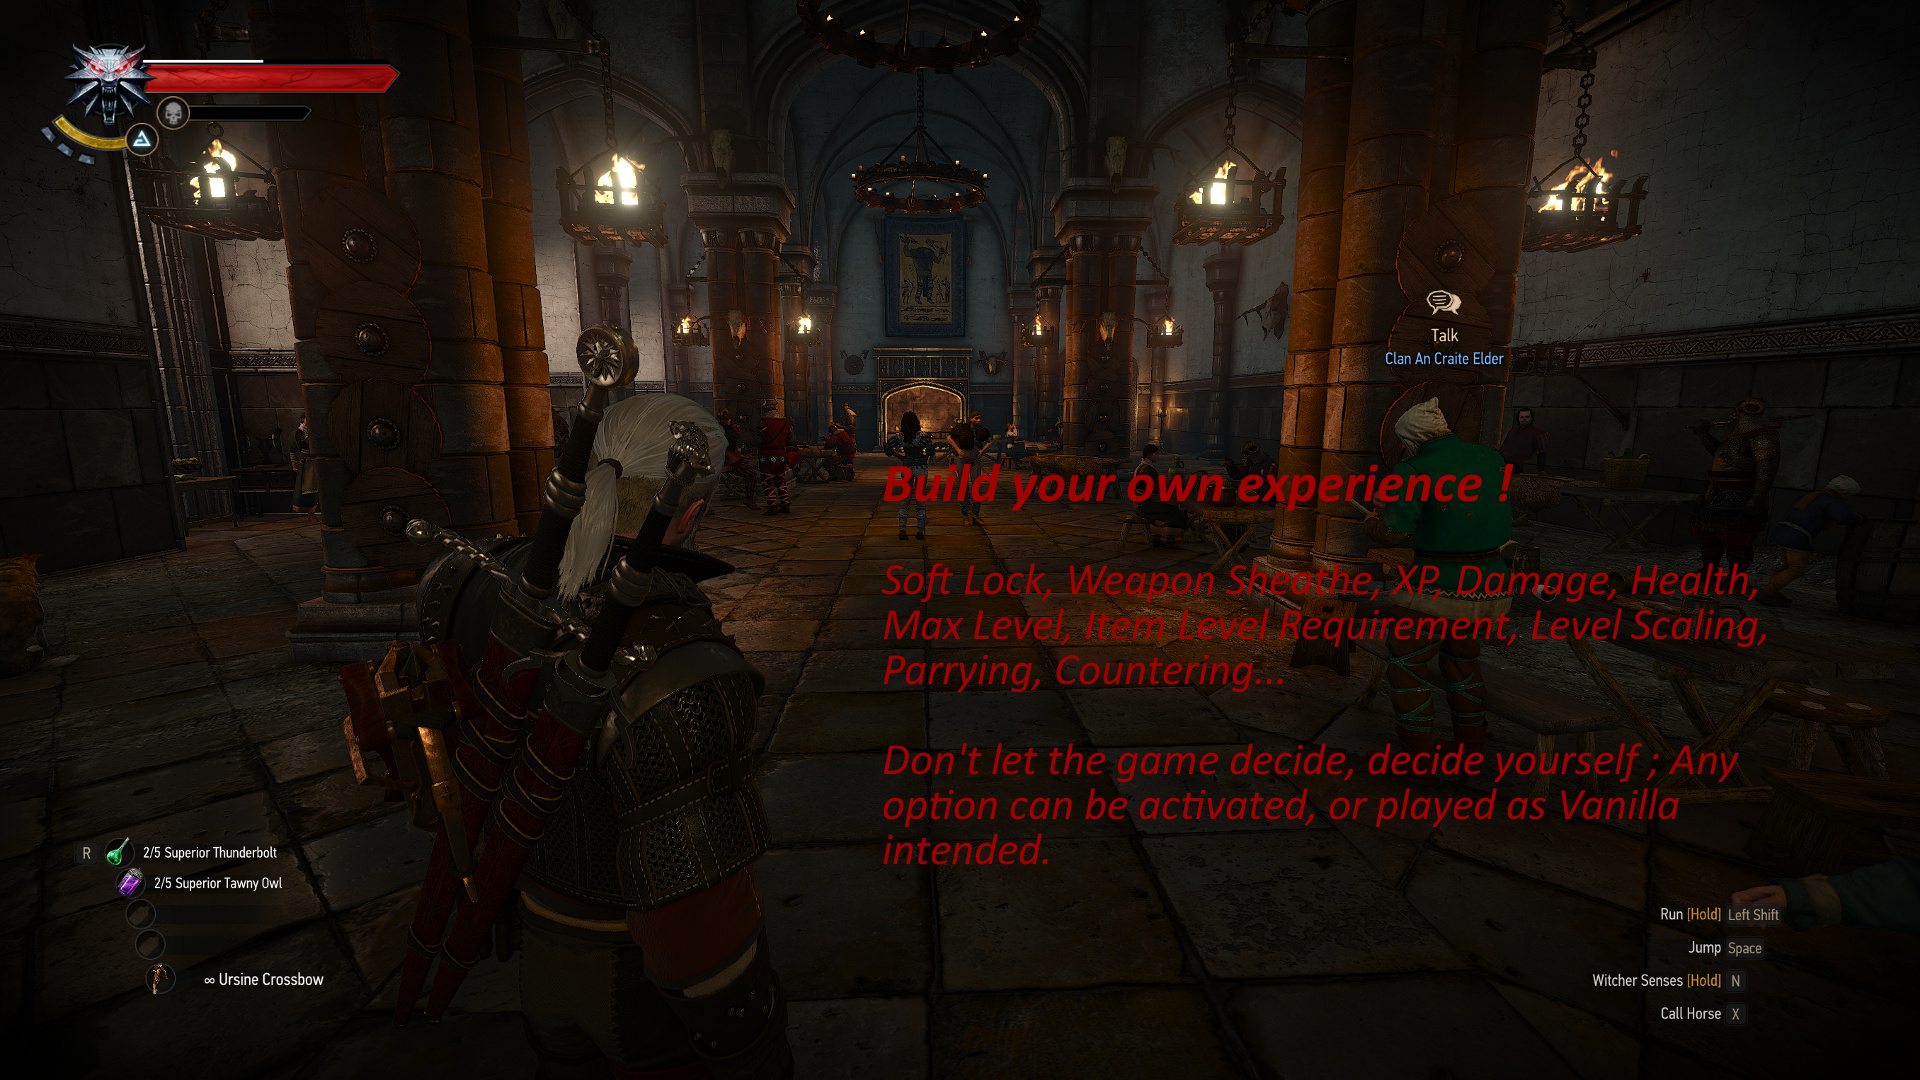 Talk
Clan An Craite Elder
Build your own experience !
Soft Lock, Weapon Sheathe, XP, Damage, Health,
Max Level, Item Level Requirement, Level Scaling,
Parrying, Countering...
Don't let the game decide, decide yourself ; Any
option can be activated, or played as Vanilla
intended.
R 2/5 Superior Thunderbolt
2/5 Superior Tawny Owl
∞ Ursine Crossbow
Run [Hold] Left Shift
Jump Space
Witcher Senses [Hold] N
Call Horse X